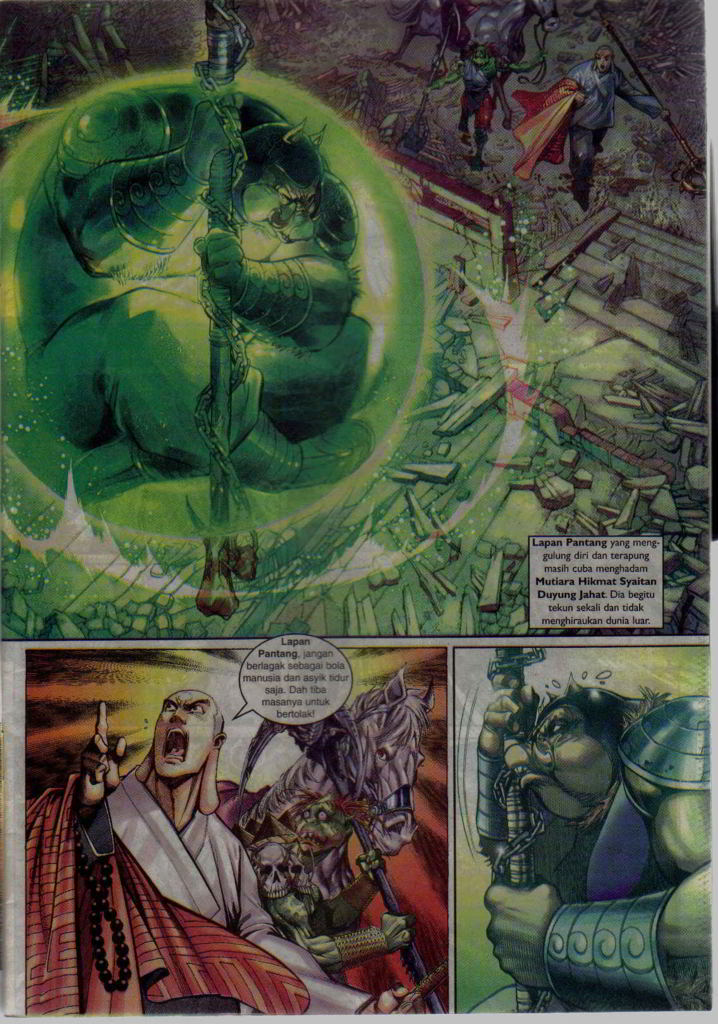 Lapan Pantang yang meng-
gulung diri dan terapung
masih cuba menghadam
Mutiara Hikmat Syaitan
Duyung Jahat. Dia begitu
tekun sekali dan tidak
menghiraukan dunia luar.
Lapan
Pantang, jangan
berlagak sebagai bola
manusia dan asyik tidur
saja. Dah tiba
masanya untuk
bertolak!